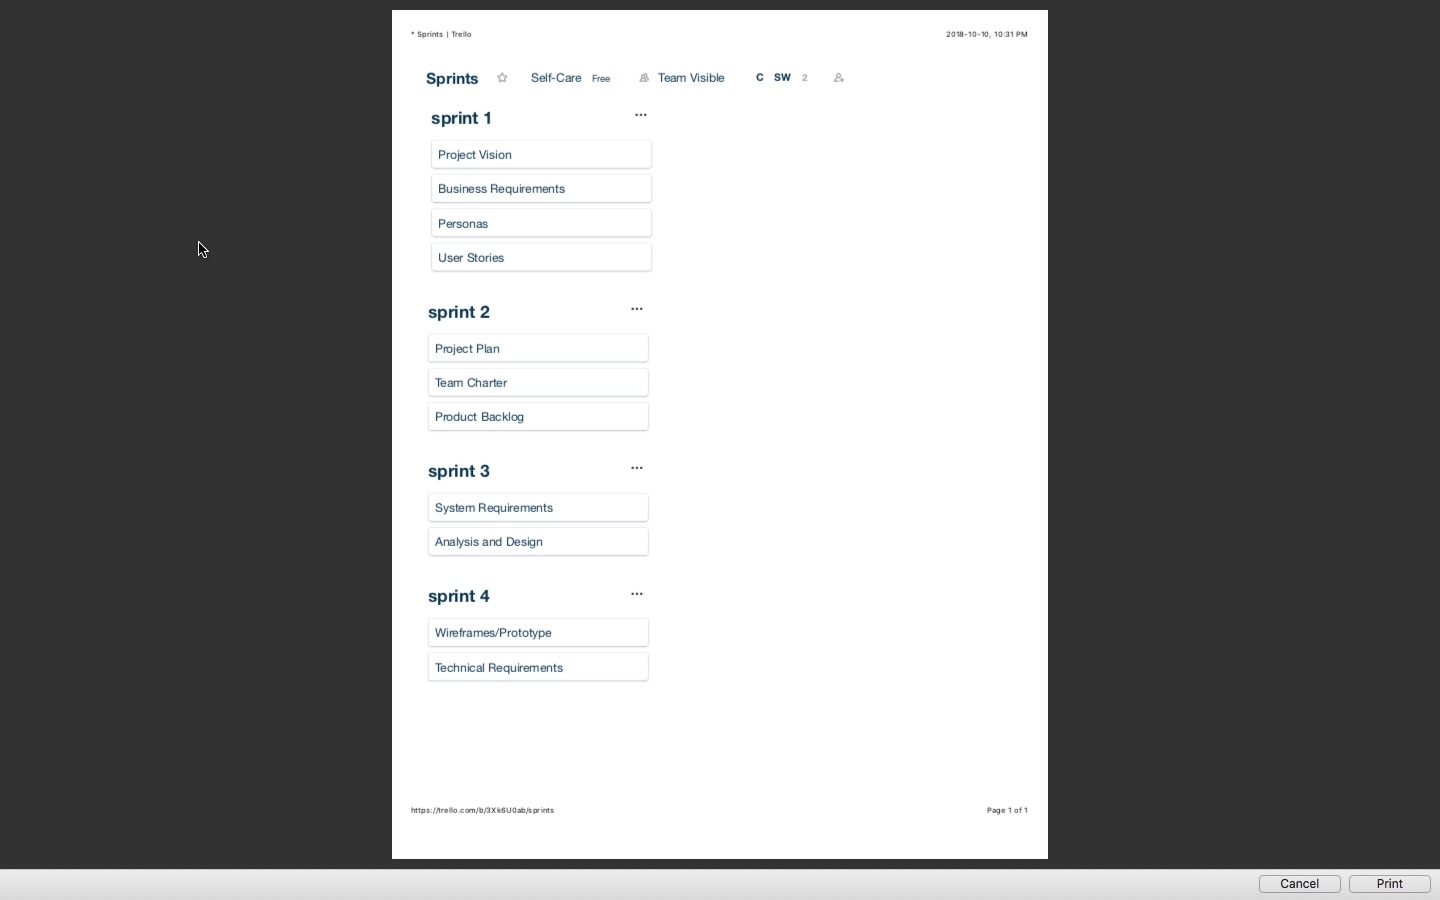 * Sprints | Trello 2018-10-10, 10:31 PM
Sprints Self-Care Free Team Visible C SW 2
sprint 1 ...
Project Vision
Business Requirements
Personas
User Stories
sprint 2 ...
Project Plan
Team Charter
Product Backlog
sprint 3 ...
System Requirements
Analysis and Design
sprint 4 ...
Wireframes/Prototype
Technical Requirements
https://trello.com/b/3Xk6U0ab/sprints Page 1 of 1
Cancel Print